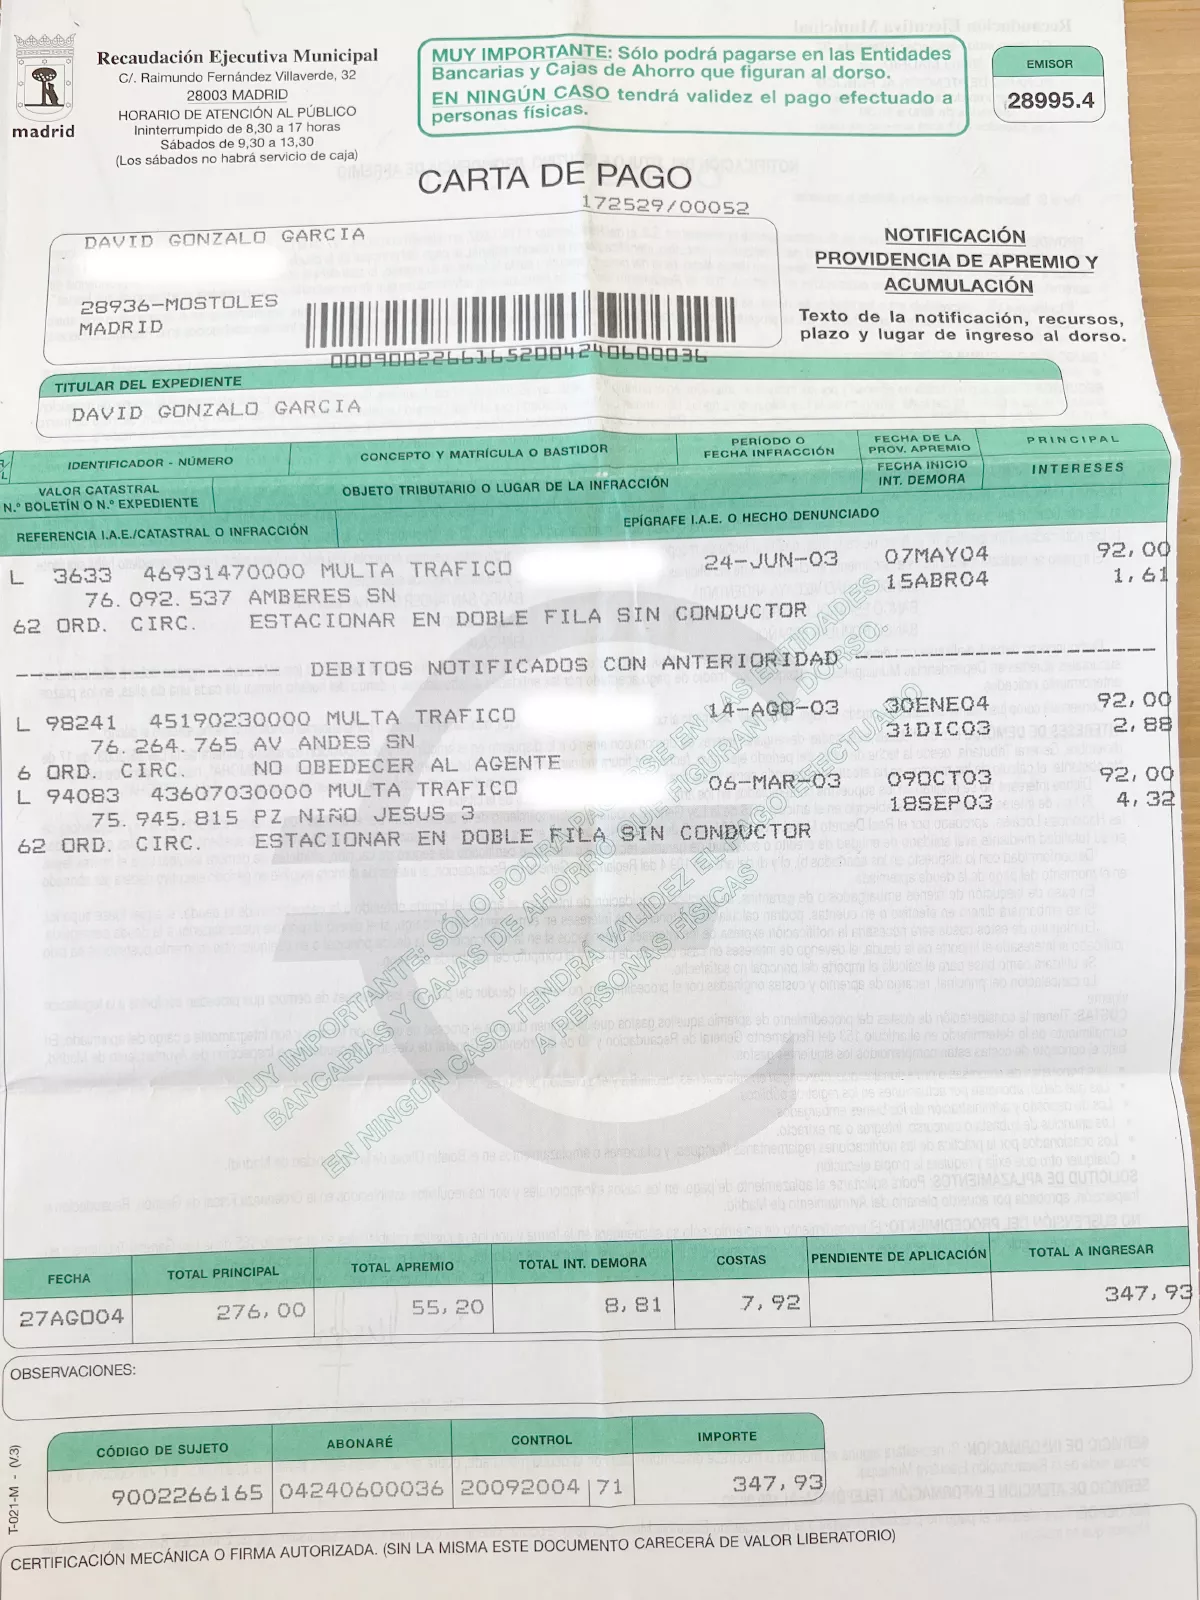 madrid
Recaudación Ejecutiva Municipal
C/. Raimundo Fernández Villaverde, 32
28003 MADRID
HORARIO DE ATENCIÓN AL PÚBLICO
Ininterrumpido de 8,30 a 17 horas
Sábados de 9,30 a 13,30
(Los sábados no habrá servicio de caja)
MUY IMPORTANTE: Sólo podrá pagarse en las Entidades
Bancarias y Cajas de Ahorro que figuran al dorso.
EN NINGÚN CASO tendrá validez el pago efectuado a
personas físicas.
EMISOR
28995.4
CARTA DE PAGO
172529/00052
DAVID GONZALO GARCIA
28936-MOSTOLES
MADRID
00090022661652004240600036
NOTIFICACIÓN
PROVIDENCIA DE APREMIO Y
ACUMULACIÓN
Texto de la notificación, recursos,
plazo y lugar de ingreso al dorso.
TITULAR DEL EXPEDIENTE
DAVID GONZALO GARCIA
IDENTIFICADOR - NÚMERO CONCEPTO Y MATRÍCULA O BASTIDOR PERÍODO O FECHA INFRACCIÓN FECHA DE LA PROV. APREMIO PRINCIPAL
VALOR CATASTRAL N.º BOLETÍN O N.º EXPEDIENTE OBJETO TRIBUTARIO O LUGAR DE LA INFRACCIÓN FECHA INICIO INT. DEMORA INTERESES
REFERENCIA I.A.E./CATASTRAL O INFRACCIÓN EPÍGRAFE I.A.E. O HECHO DENUNCIADO
L 3633 46931470000 MULTA TRAFICO 24-JUN-03 07MAY04 92,00
76.092.537 AMBERES SN 15ABR04 1,61
62 ORD. CIRC. ESTACIONAR EN DOBLE FILA SIN CONDUCTOR
DEBITOS NOTIFICADOS CON ANTERIORIDAD
L 98241 45190230000 MULTA TRAFICO 14-AGO-03 30ENE04 92,00
76.264.765 AV ANDES SN 31DIC03 2,88
6 ORD. CIRC. NO OBEDECER AL AGENTE
L 94083 43607030000 MULTA TRAFICO 06-MAR-03 09OCT03 92,00
75.945.815 PZ NIÑO JESUS 3 18SEP03 4,32
62 ORD. CIRC. ESTACIONAR EN DOBLE FILA SIN CONDUCTOR
MUY IMPORTANTE: SÓLO PODRÁ PAGARSE EN LAS ENTIDADES
BANCARIAS Y CAJAS DE AHORRO QUE FIGURAN AL DORSO.
EN NINGÚN CASO TENDRÁ VALIDEZ EL PAGO EFECTUADO
A PERSONAS FÍSICAS
FECHA TOTAL PRINCIPAL TOTAL APREMIO TOTAL INT. DEMORA COSTAS PENDIENTE DE APLICACIÓN TOTAL A INGRESAR
27AGO04 276,00 55,20 8,81 7,92 347,93
OBSERVACIONES:
CÓDIGO DE SUJETO ABONARÉ CONTROL IMPORTE
9002266165 04240600036 20092004 71 347,93
T-021-M - (V.3)
CERTIFICACIÓN MECÁNICA O FIRMA AUTORIZADA. (SIN LA MISMA ESTE DOCUMENTO CARECERÁ DE VALOR LIBERATORIO)